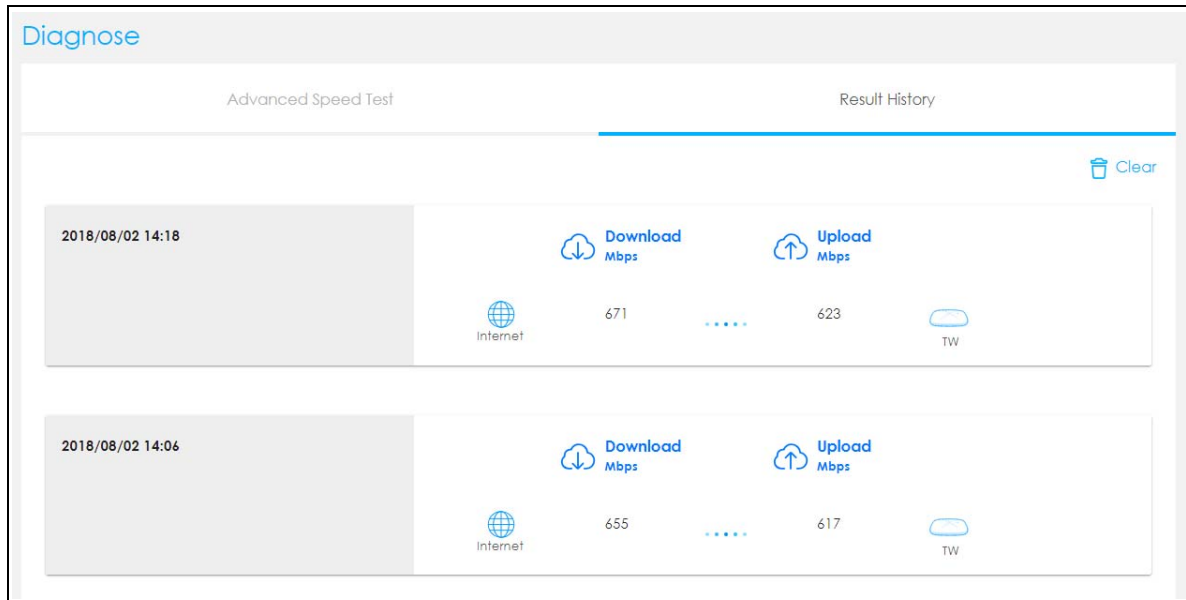 Diagnose
Advanced Speed Test
Result History
Clear
2018/08/02 14:18
Download
Mbps
Upload
Mbps
Internet
671
623
TW
2018/08/02 14:06
Download
Mbps
Upload
Mbps
Internet
655
617
TW